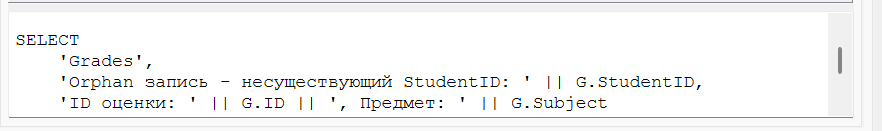 SELECT
'Grades',
'Orphan запись – несуществующий StudentID: ' || G.StudentID,
'ID оценки: ' || G.ID || ', Предмет: ' || G.Subject